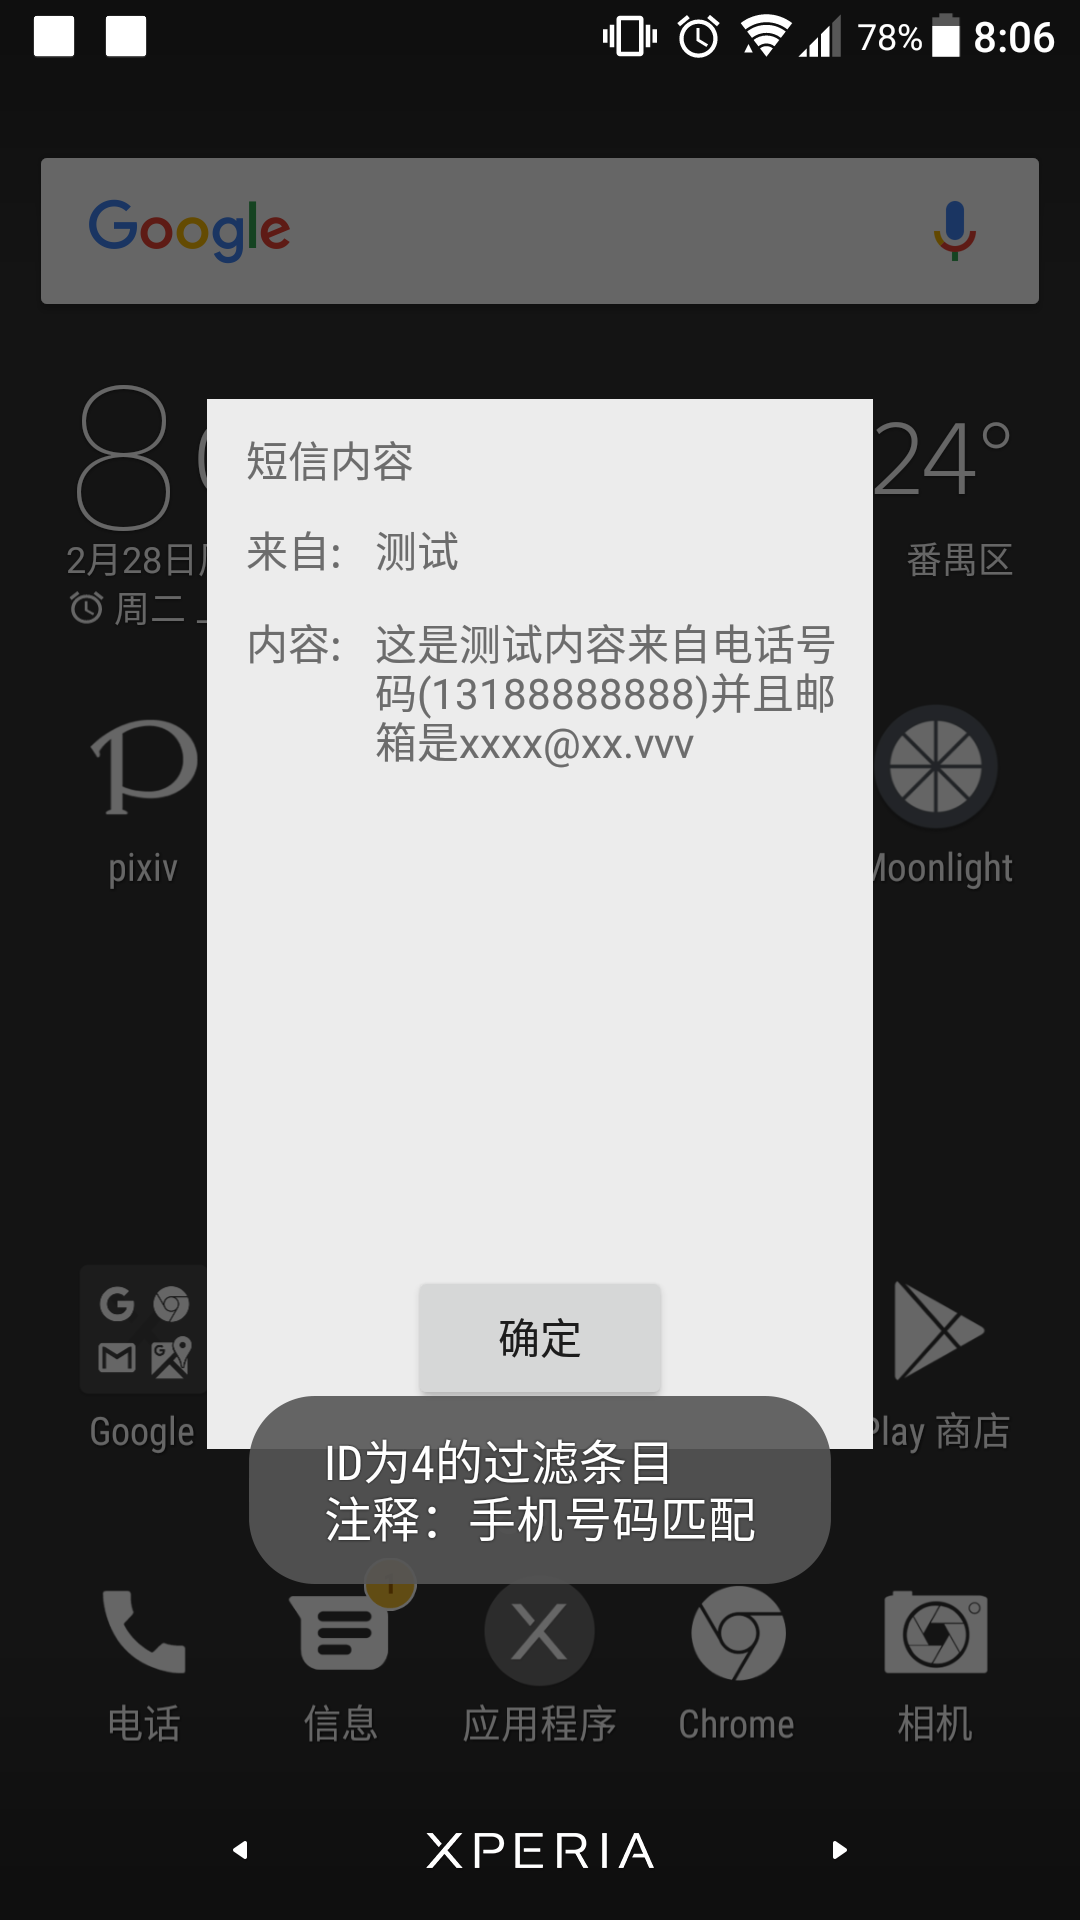 78% 8:06
Google
8
24°
2月28日
番禺区
周二
短信内容
来自: 测试
内容: 这是测试内容来自电话号
码(13188888888)并且邮
箱是xxxx@xx.vvv
pixiv
Moonlight
确定
Google
Play 商店
ID为4的过滤条目
注释：手机号码匹配
电话
信息
应用程序
Chrome
相机
XPERIA